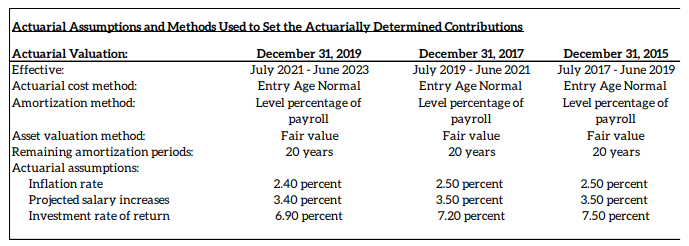 Actuarial Assumptions and Methods Used to Set the Actuarially Determined Contributions
Actuarial Valuation: December 31, 2019 December 31, 2017 December 31, 2015
Effective: July 2021 - June 2023 July 2019 - June 2021 July 2017 - June 2019
Actuarial cost method: Entry Age Normal Entry Age Normal Entry Age Normal
Amortization method: Level percentage of Level percentage of Level percentage of
payroll payroll payroll
Asset valuation method: Fair value Fair value Fair value
Remaining amortization periods: 20 years 20 years 20 years
Actuarial assumptions:
Inflation rate 2.40 percent 2.50 percent 2.50 percent
Projected salary increases 3.40 percent 3.50 percent 3.50 percent
Investment rate of return 6.90 percent 7.20 percent 7.50 percent